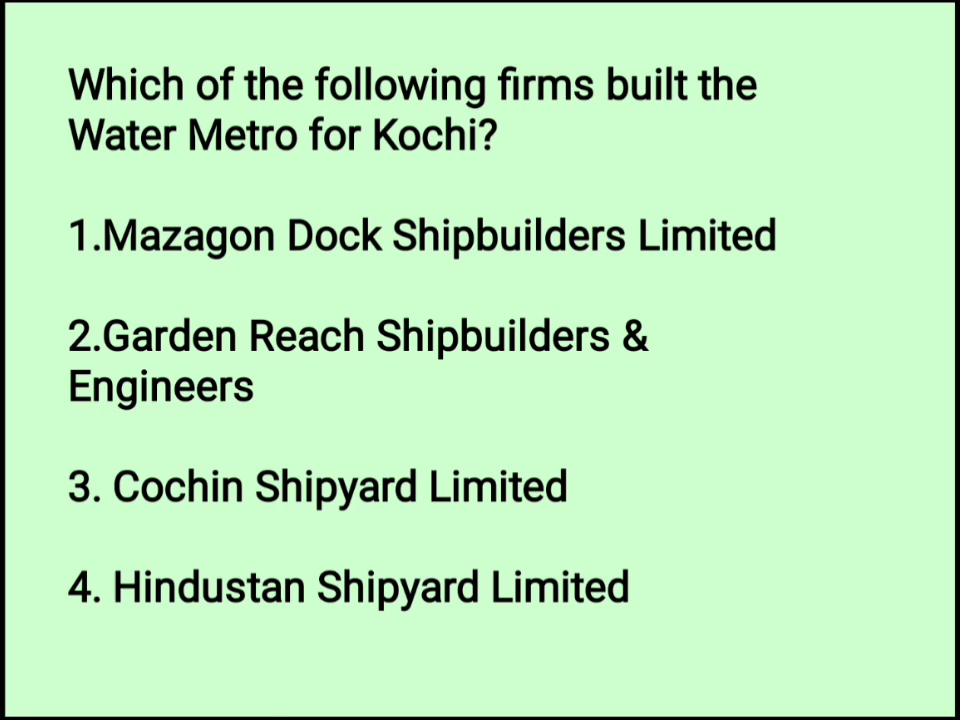 Which of the following firms built the
Water Metro for Kochi?
1.Mazagon Dock Shipbuilders Limited
2.Garden Reach Shipbuilders &
Engineers
3. Cochin Shipyard Limited
4. Hindustan Shipyard Limited